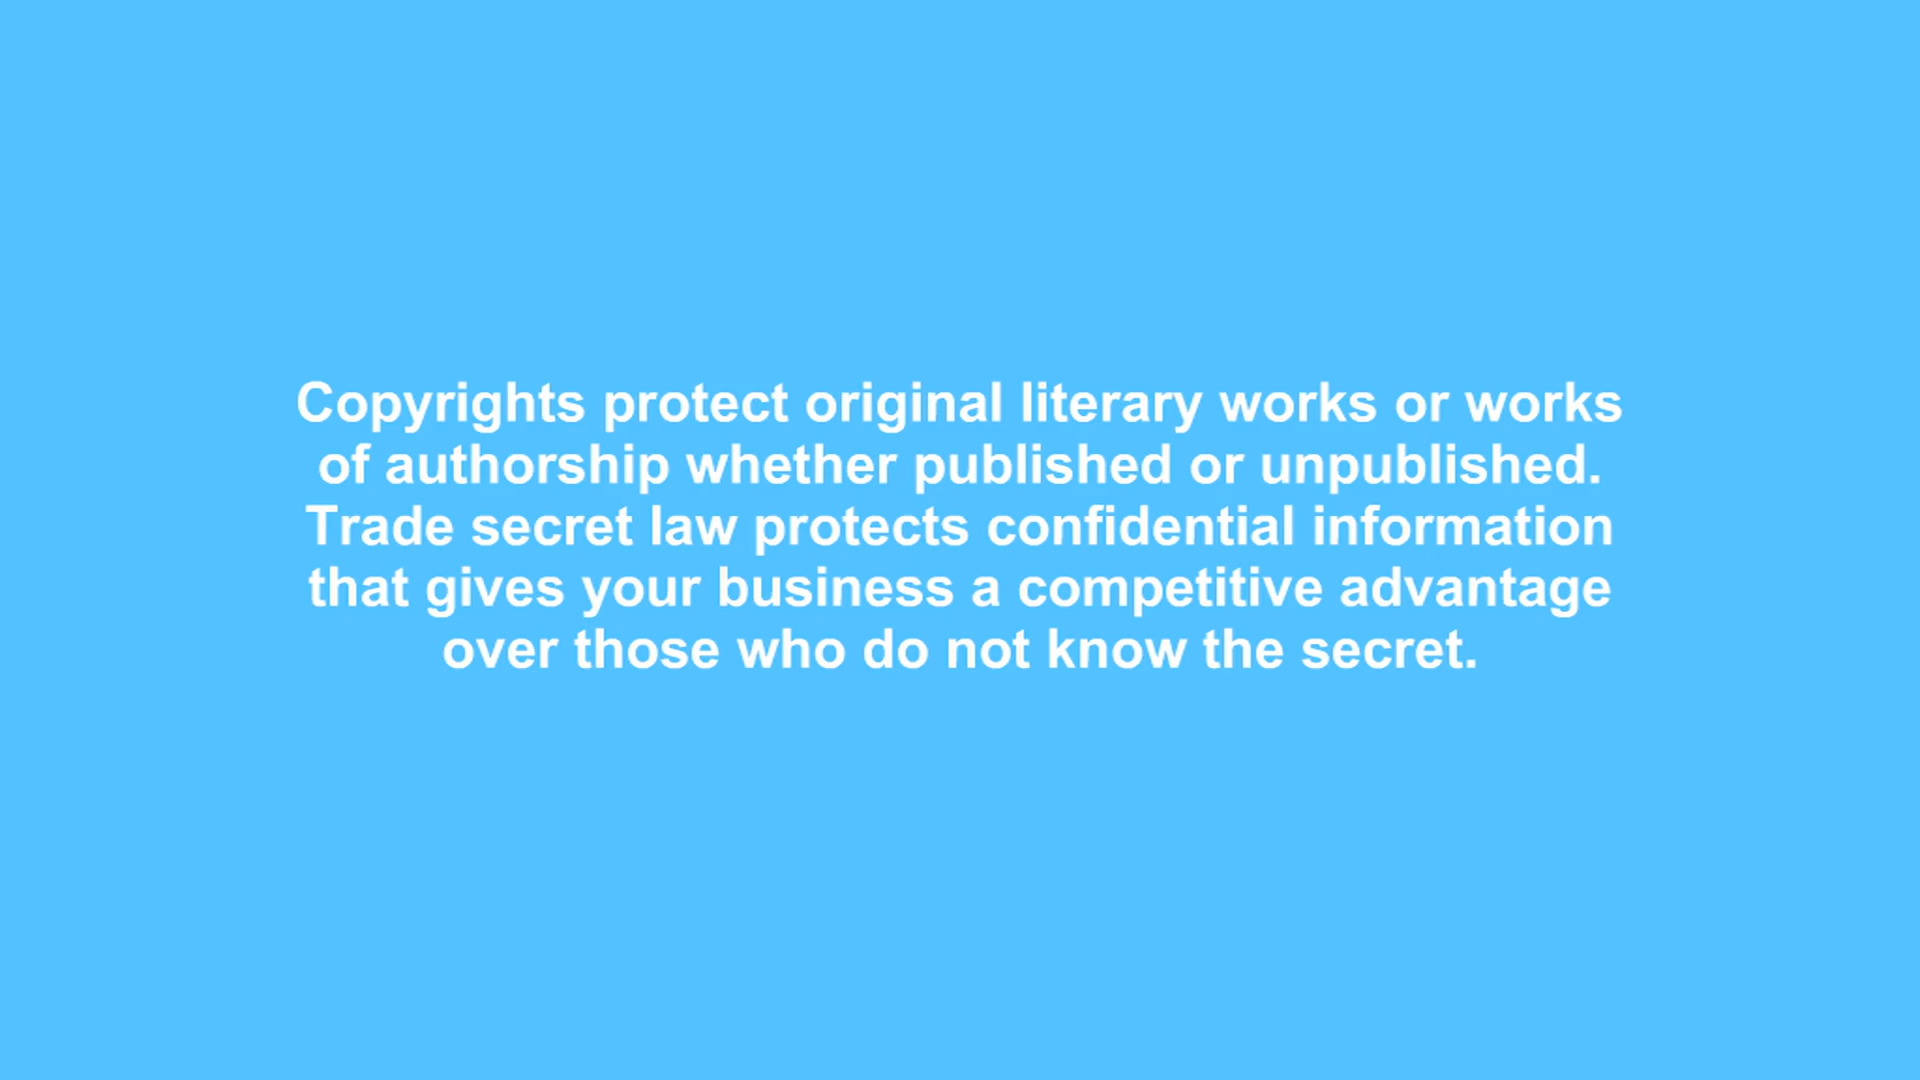 Copyrights protect original literary works or works
of authorship whether published or unpublished.
Trade secret law protects confidential information
that gives your business a competitive advantage
over those who do not know the secret.